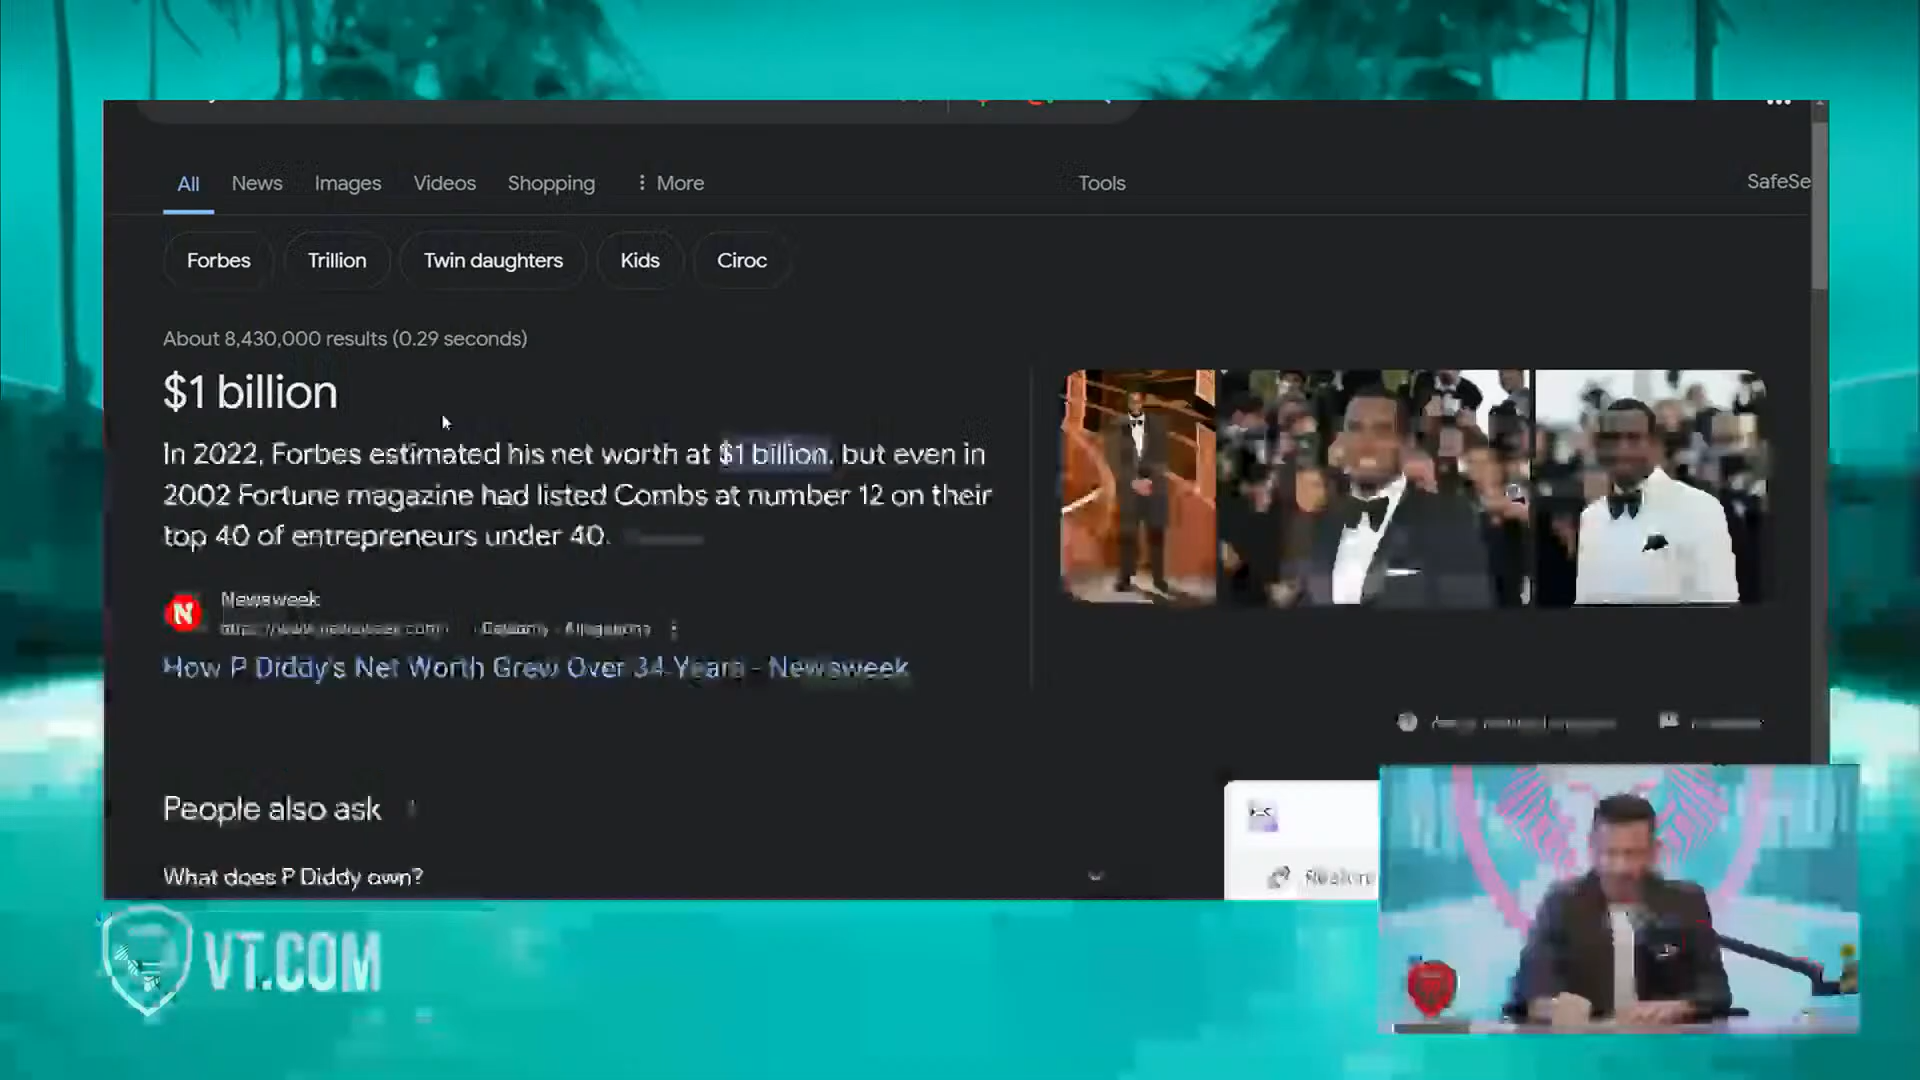 All News Images Videos Shopping More Tools SafeSe
Forbes Trillion Twin daughters Kids Ciroc
About 8,430,000 results (0.29 seconds)
$1 billion
In 2022, Forbes estimated his net worth at $1 billion, but even in
2002 Fortune magazine had listed Combs at number 12 on their
top 40 of entrepreneurs under 40.
N
Newsweek
How P Diddy's Net Worth Grew Over 34 Years - Newsweek
People also ask
What does P Diddy own?
VT.COM